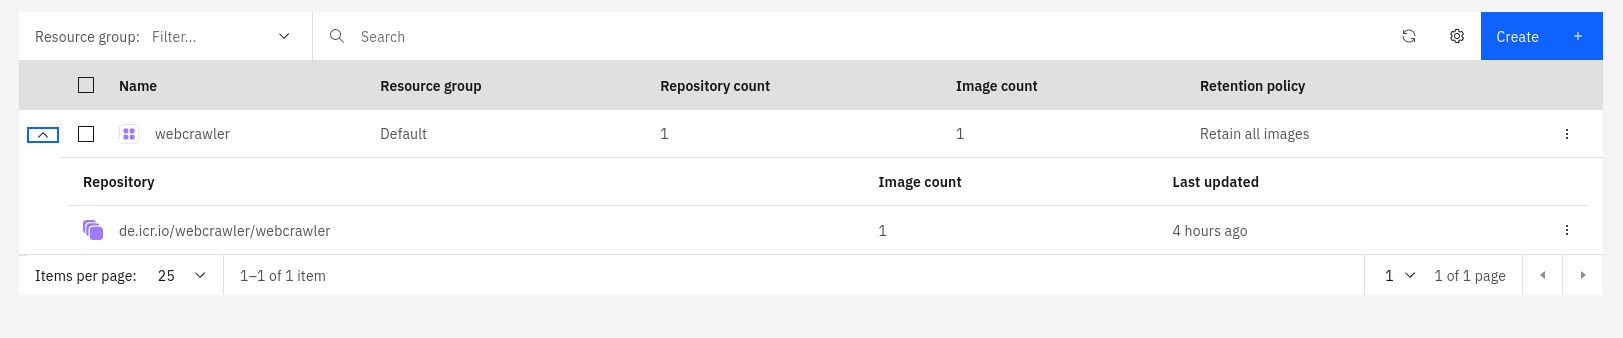 Resource group: Filter... Search Create +
Name Resource group Repository count Image count Retention policy
webcrawler Default 1 1 Retain all images
Repository Image count Last updated
de.icr.io/webcrawler/webcrawler 1 4 hours ago
Items per page: 25 1–1 of 1 item 1 1 of 1 page